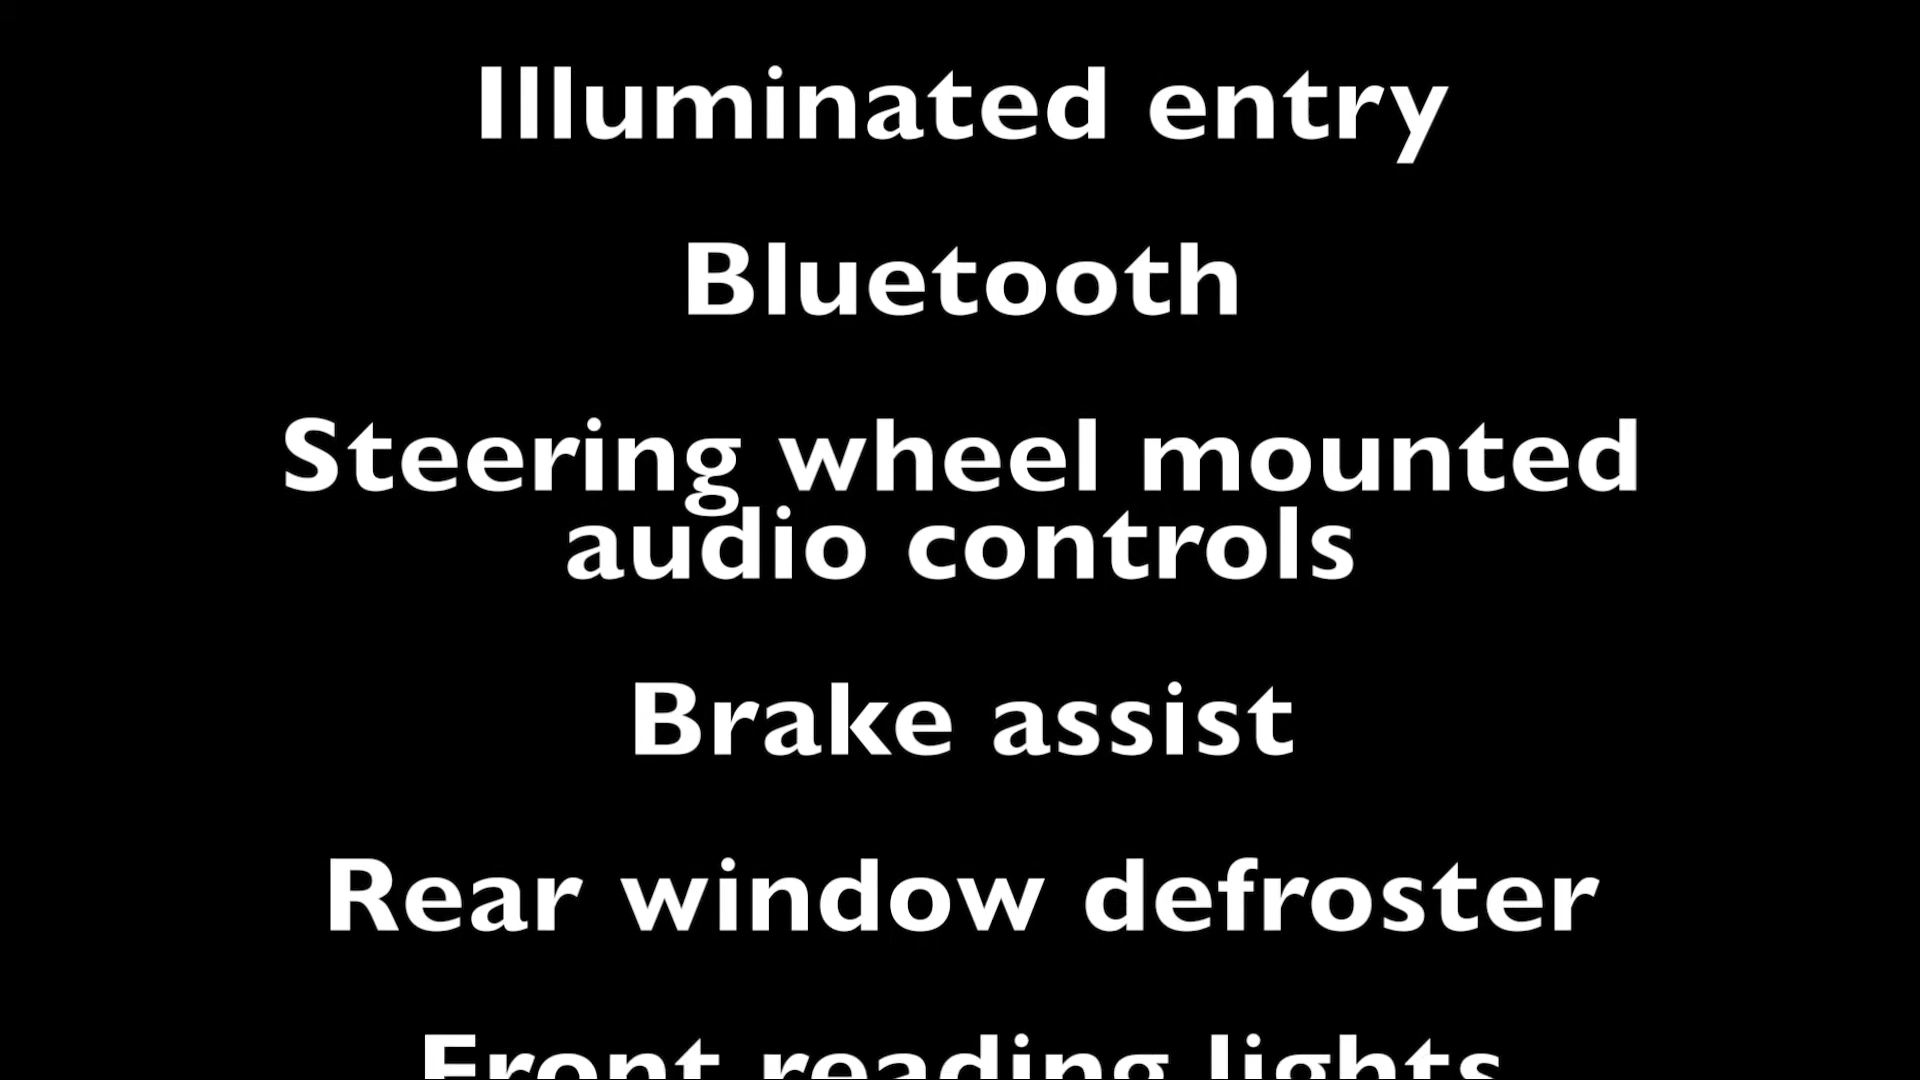 Illuminated entry
Bluetooth
Steering wheel mounted
audio controls
Brake assist
Rear window defroster
Front reading lights